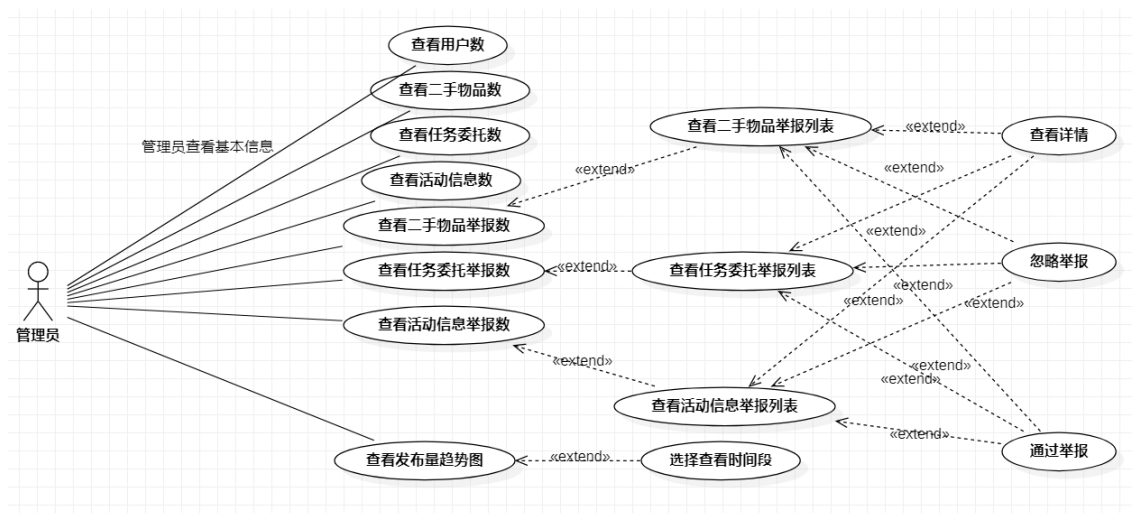 查看用户数
查看二手物品数
查看任务委托数
查看二手物品举报列表
«extend»
查看详情
管理员查看基本信息
«extend»
«extend»
查看活动信息数
查看二手物品举报数
«extend»
查看任务委托举报数
«extend»
查看任务委托举报列表
忽略举报
«extend»
«extend»
«extend»
管理员
查看活动信息举报数
«extend»
«extend»
«extend»
查看活动信息举报列表
«extend»
查看发布量趋势图
«extend»
选择查看时间段
通过举报